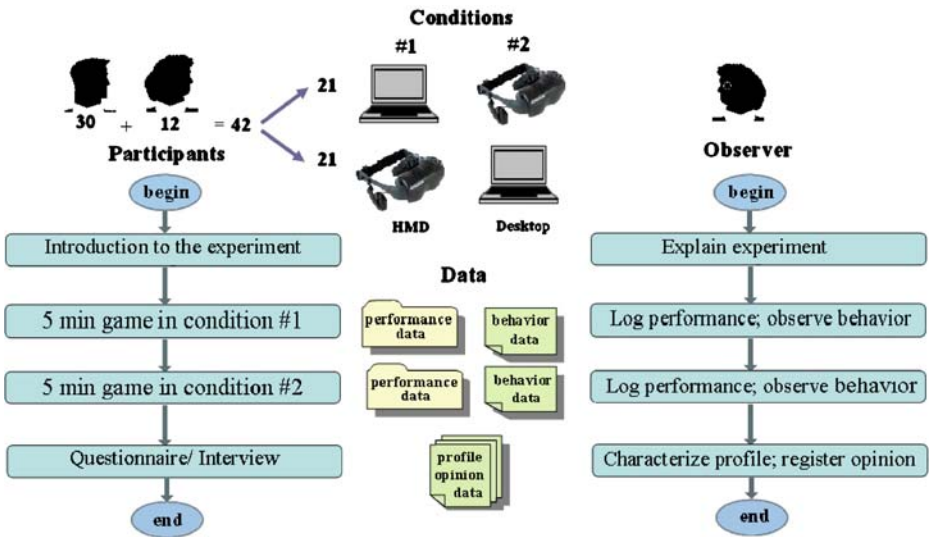 Conditions
#1
#2
21
30 + 12 = 42
21
Participants
HMD
Desktop
Observer
begin
Introduction to the experiment
5 min game in condition #1
5 min game in condition #2
Questionnaire/ Interview
end
Data
performance
data
behavior
data
performance
data
behavior
data
profile
opinion
data
begin
Explain experiment
Log performance; observe behavior
Log performance; observe behavior
Characterize profile; register opinion
end